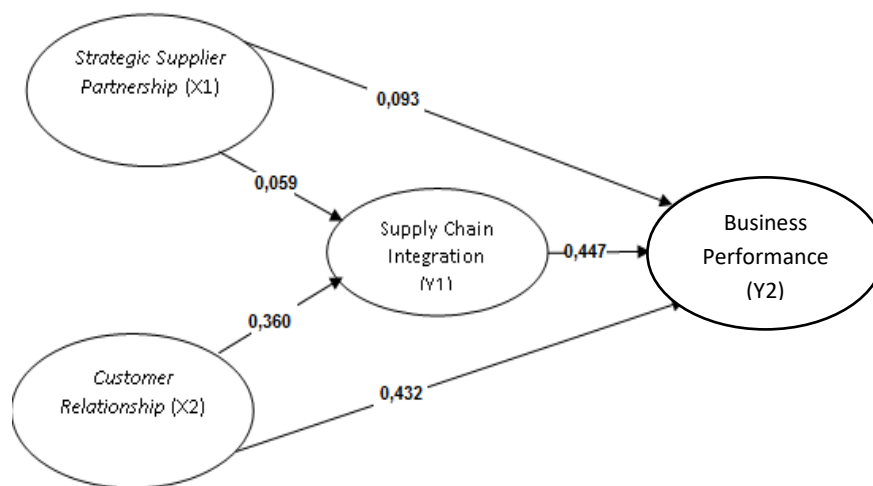 Strategic Supplier
Partnership (X1)
0,093
0,059
Supply Chain
Integration
(Y1)
0,447
Business
Performance
(Y2)
0,360
Customer
Relationship (X2)
0,432